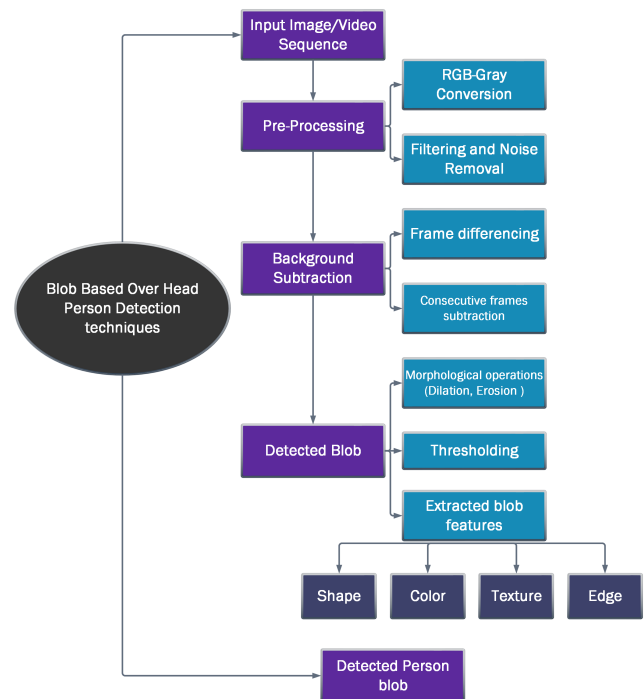 Input Image/Video
Sequence
RGB-Gray
Conversion
Pre-Processing
Filtering and Noise
Removal
Frame differencing
Background
Subtraction
Blob Based Over Head
Person Detection
techniques
Consecutive frames
subtraction
Morphological operations
(Dilation, Erosion )
Detected Blob
Thresholding
Extracted blob
features
Shape
Color
Texture
Edge
Detected Person
blob